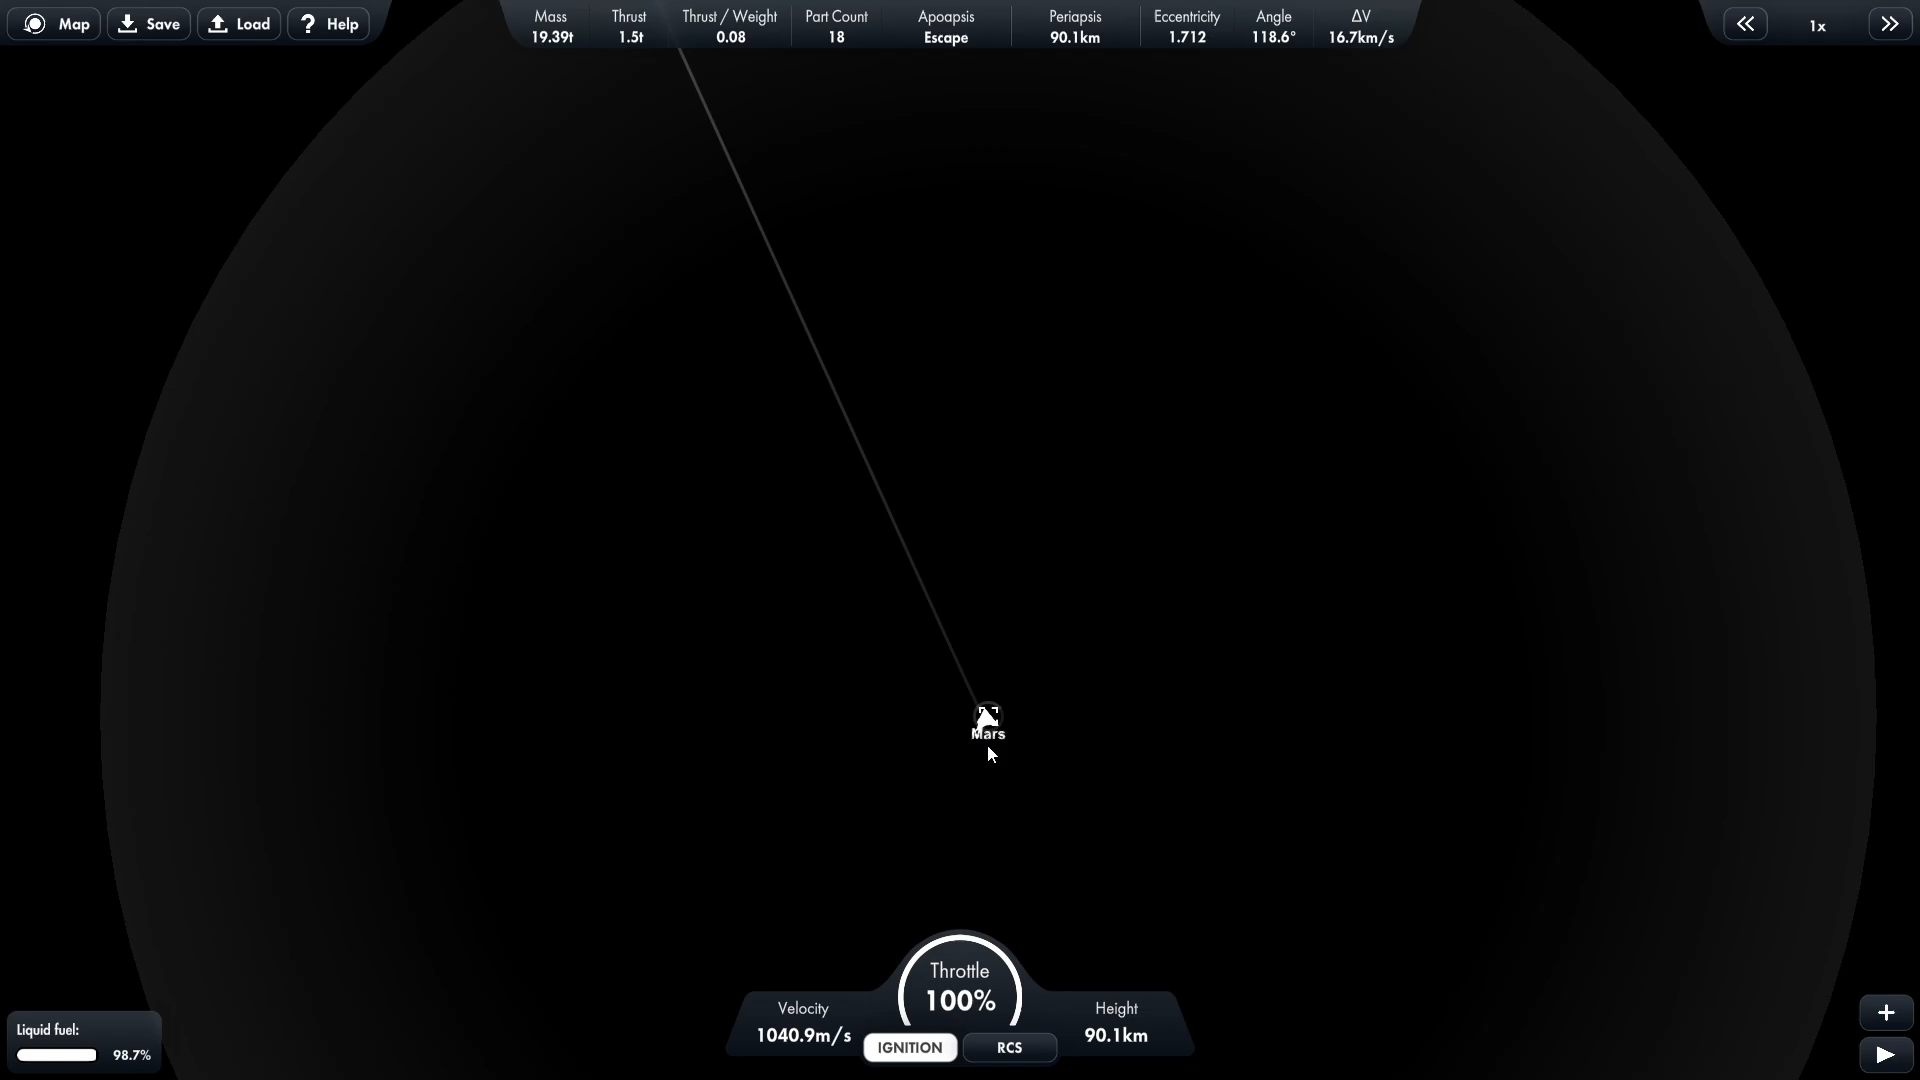 Map Save Load Help
Mass Thrust Thrust / Weight Part Count Apoapsis Periapsis Eccentricity Angle ΔV
19.39t 1.5t 0.08 18 Escape 90.1km 1.712 118.6° 16.7km/s
1x
Mars
Throttle
100%
Velocity
1040.9m/s
Height
90.1km
IGNITION RCS
Liquid fuel:
98.7%